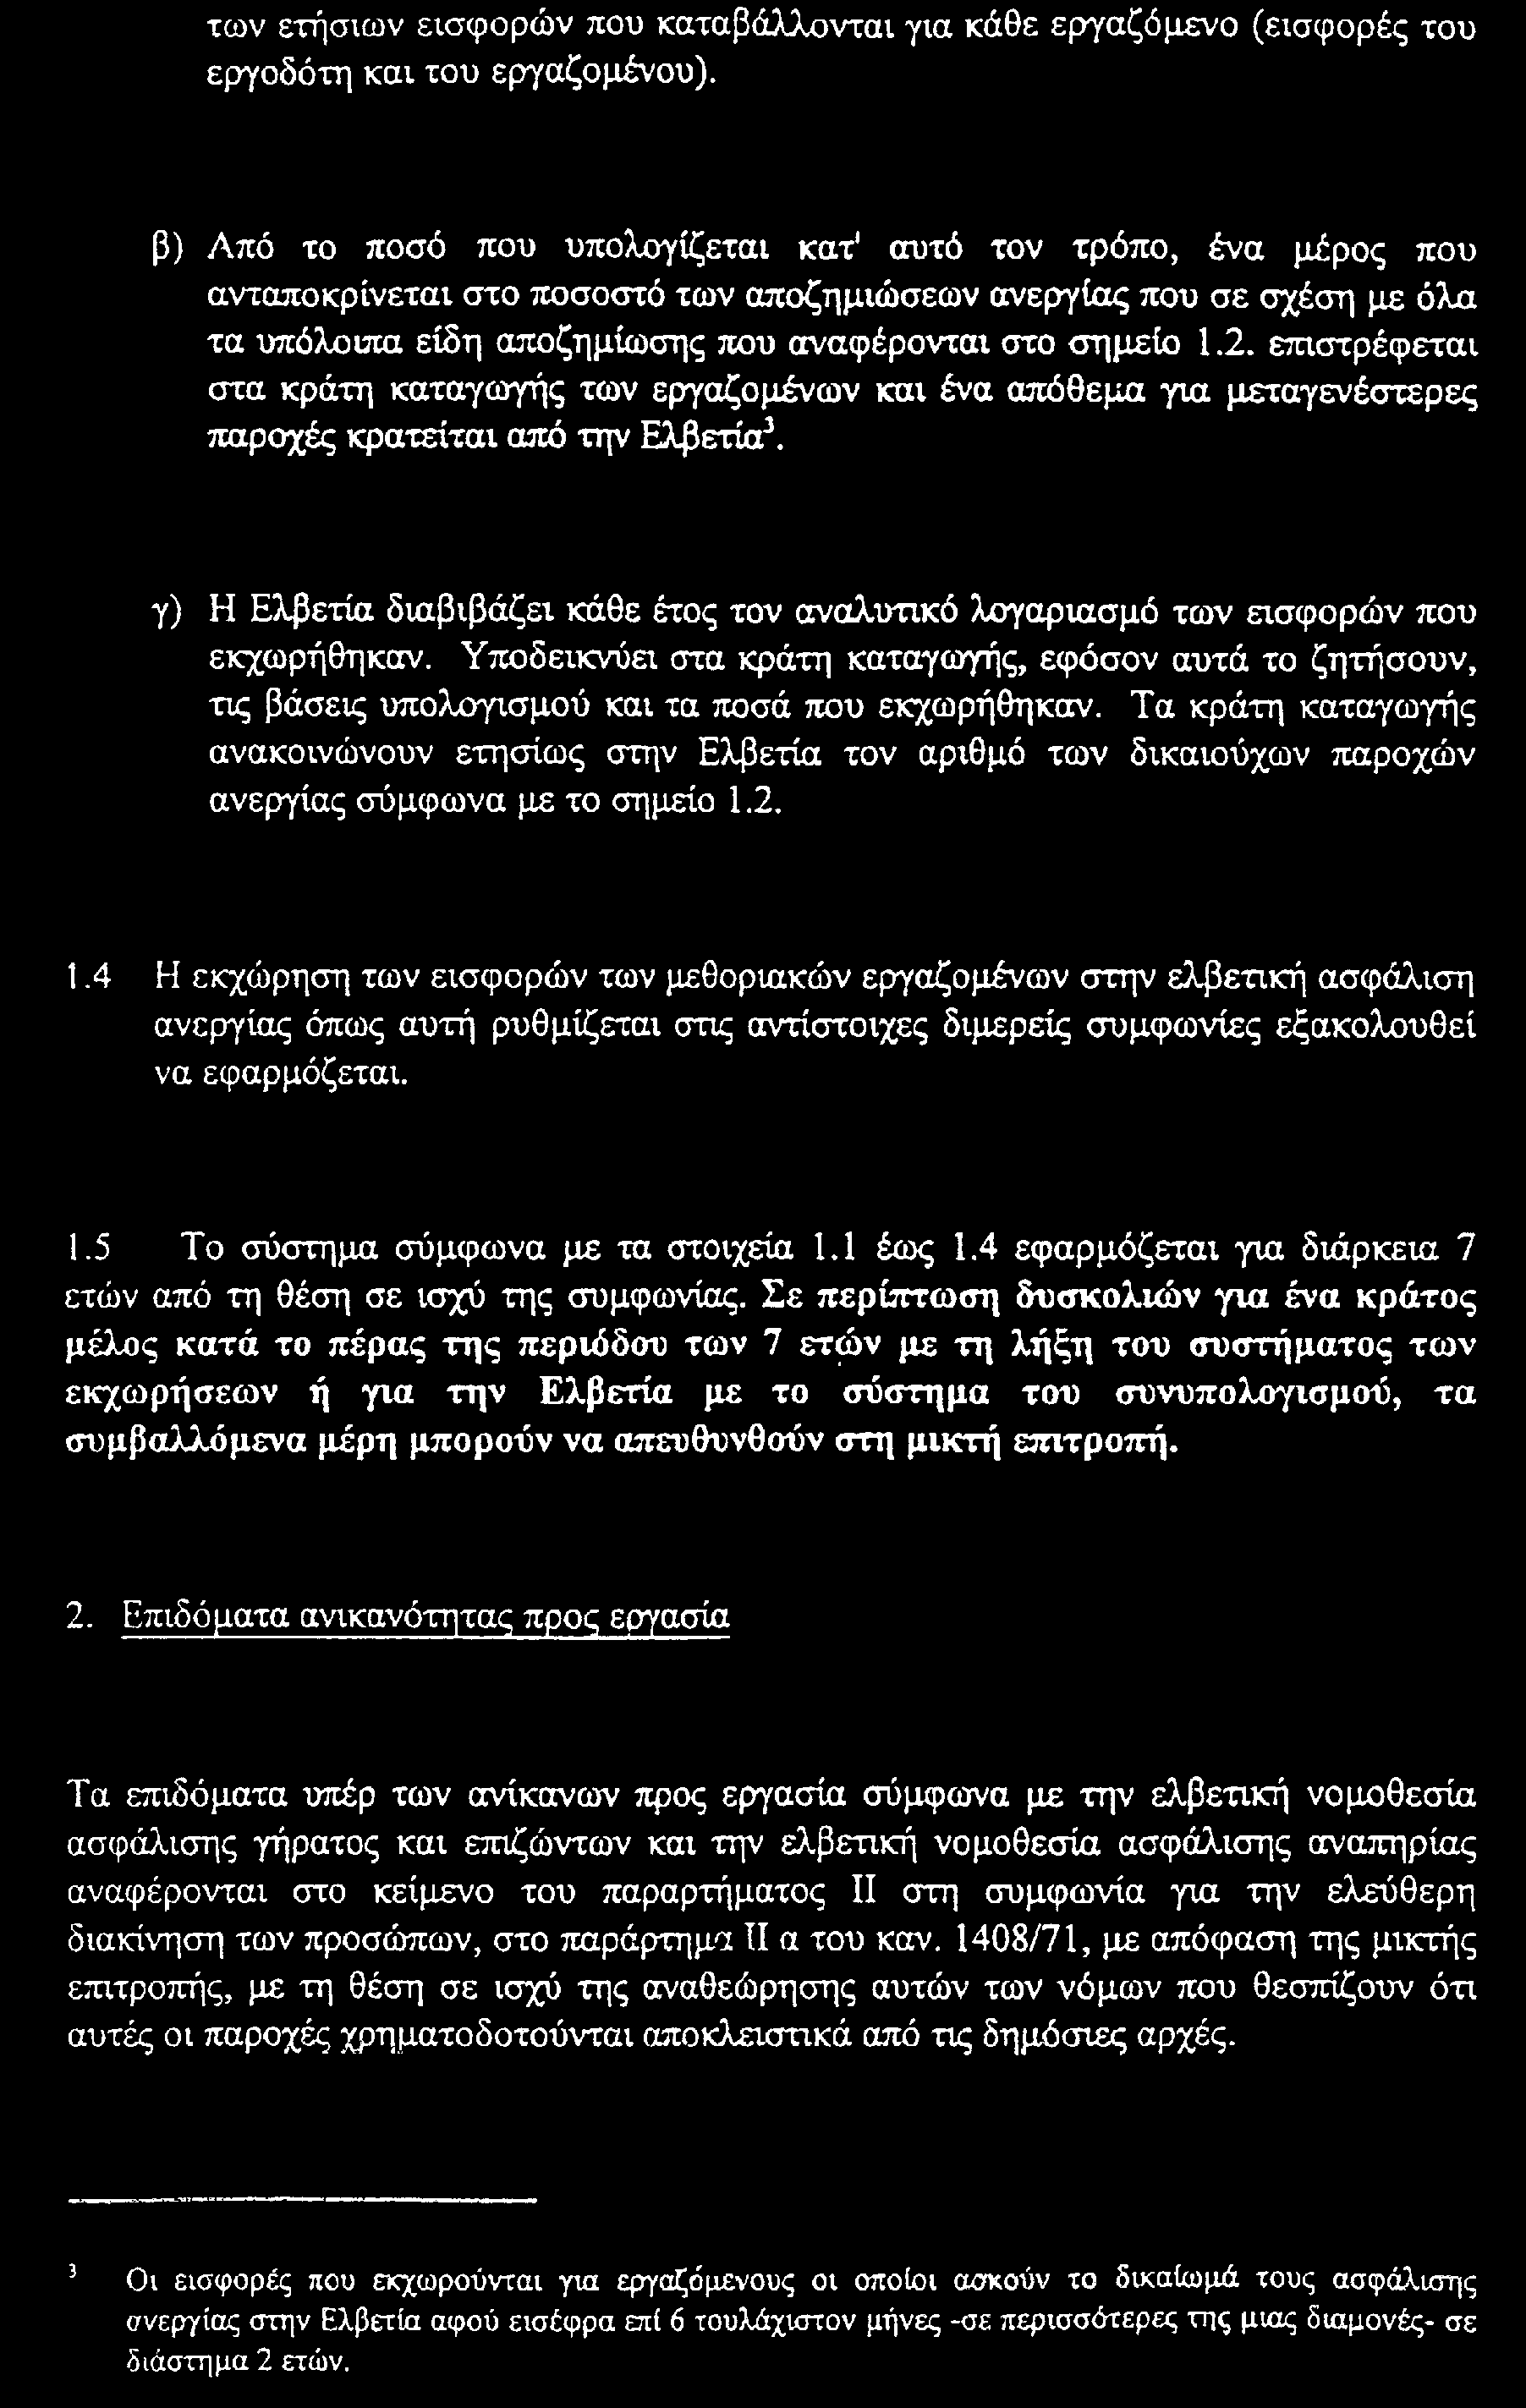 των ετήσιων εισφορών που καταβάλλονται για κάθε εργαζόμενο (εισφορές του
εργοδότη και του εργαζομένου).
β) Από το ποσό που υπολογίζεται κατ' αυτό τον τρόπο, ένα μέρος που
ανταποκρίνεται στο ποσοστό των αποζημιώσεων ανεργίας που σε σχέση με όλα
τα υπόλοιπα είδη αποζημίωσης που αναφέρονται στο σημείο 1.2. επιστρέφεται
στα κράτη καταγωγής των εργαζομένων και ένα απόθεμα για μεταγενέστερες
παροχές κρατείται από την Ελβετία³.
γ) Η Ελβετία διαβιβάζει κάθε έτος τον αναλυτικό λογαριασμό των εισφορών που
εκχωρήθηκαν. Υποδεικνύει στα κράτη καταγωγής, εφόσον αυτά το ζητήσουν,
τις βάσεις υπολογισμού και τα ποσά που εκχωρήθηκαν. Τα κράτη καταγωγής
ανακοινώνουν ετησίως στην Ελβετία τον αριθμό των δικαιούχων παροχών
ανεργίας σύμφωνα με το σημείο 1.2.
1.4 Η εκχώρηση των εισφορών των μεθοριακών εργαζομένων στην ελβετική ασφάλιση
ανεργίας όπως αυτή ρυθμίζεται στις αντίστοιχες διμερείς συμφωνίες εξακολουθεί
να εφαρμόζεται.
1.5 Το σύστημα σύμφωνα με τα στοιχεία 1.1 έως 1.4 εφαρμόζεται για διάρκεια 7
ετών από τη θέση σε ισχύ της συμφωνίας. Σε περίπτωση δυσκολιών για ένα κράτος
μέλος κατά το πέρας της περιόδου των 7 ετών με τη λήξη του συστήματος των
εκχωρήσεων ή για την Ελβετία με το σύστημα του συνυπολογισμού, τα
συμβαλλόμενα μέρη μπορούν να απευθυνθούν στη μικτή επιτροπή.
2. Επιδόματα ανικανότητας προς εργασία
Τα επιδόματα υπέρ των ανίκανων προς εργασία σύμφωνα με την ελβετική νομοθεσία
ασφάλισης γήρατος και επιζώντων και την ελβετική νομοθεσία ασφάλισης αναπηρίας
αναφέρονται στο κείμενο του παραρτήματος ΙΙ στη συμφωνία για την ελεύθερη
διακίνηση των προσώπων, στο παράρτημα ΙΙ α του καν. 1408/71, με απόφαση της μικτής
επιτροπής, με τη θέση σε ισχύ της αναθεώρησης αυτών των νόμων που θεσπίζουν ότι
αυτές οι παροχές χρηματοδοτούνται αποκλειστικά από τις δημόσιες αρχές.
³ Οι εισφορές που εκχωρούνται για εργαζόμενους οι οποίοι ασκούν το δικαίωμά τους ασφάλισης
ανεργίας στην Ελβετία αφού εισέφρα επί 6 τουλάχιστον μήνες -σε περισσότερες της μιας διαμονές- σε
διάστημα 2 ετών.